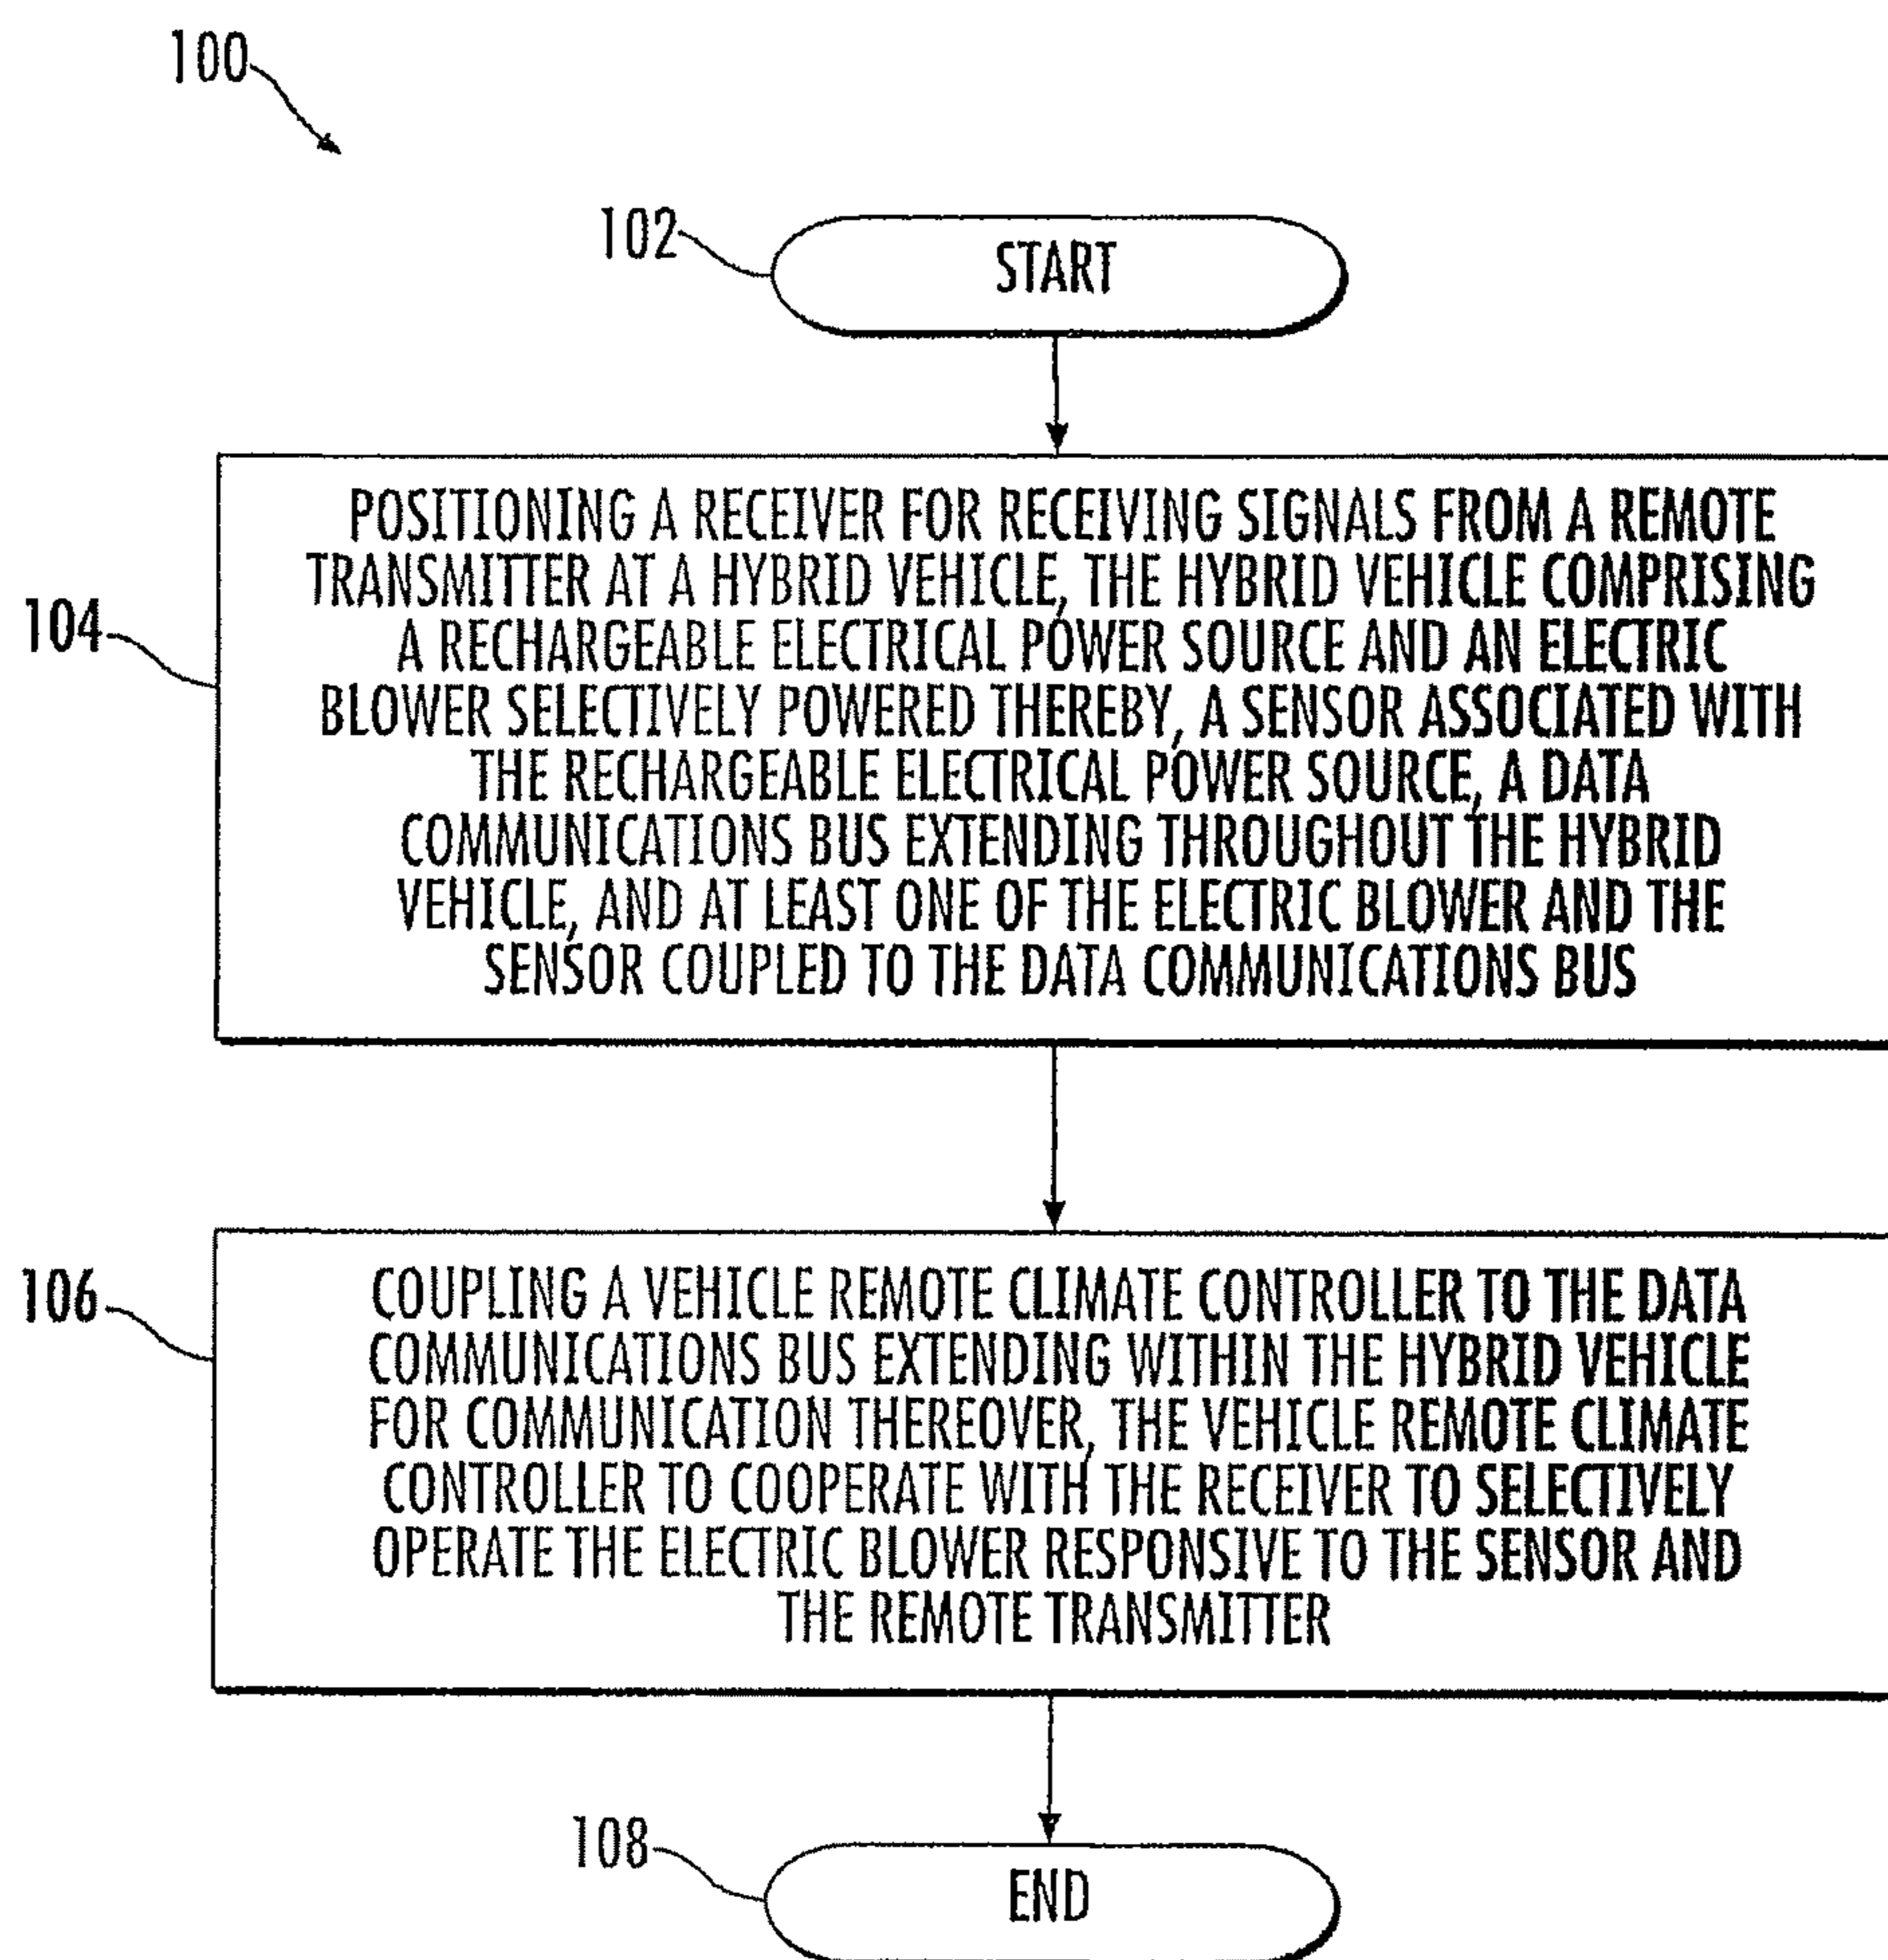 100
102
START
104
POSITIONING A RECEIVER FOR RECEIVING SIGNALS FROM A REMOTE
TRANSMITTER AT A HYBRID VEHICLE, THE HYBRID VEHICLE COMPRISING
A RECHARGEABLE ELECTRICAL POWER SOURCE AND AN ELECTRIC
BLOWER SELECTIVELY POWERED THEREBY, A SENSOR ASSOCIATED WITH
THE RECHARGEABLE ELECTRICAL POWER SOURCE, A DATA
COMMUNICATIONS BUS EXTENDING THROUGHOUT THE HYBRID
VEHICLE, AND AT LEAST ONE OF THE ELECTRIC BLOWER AND THE
SENSOR COUPLED TO THE DATA COMMUNICATIONS BUS
106
COUPLING A VEHICLE REMOTE CLIMATE CONTROLLER TO THE DATA
COMMUNICATIONS BUS EXTENDING WITHIN THE HYBRID VEHICLE
FOR COMMUNICATION THEREOVER, THE VEHICLE REMOTE CLIMATE
CONTROLLER TO COOPERATE WITH THE RECEIVER TO SELECTIVELY
OPERATE THE ELECTRIC BLOWER RESPONSIVE TO THE SENSOR AND
THE REMOTE TRANSMITTER
108
END